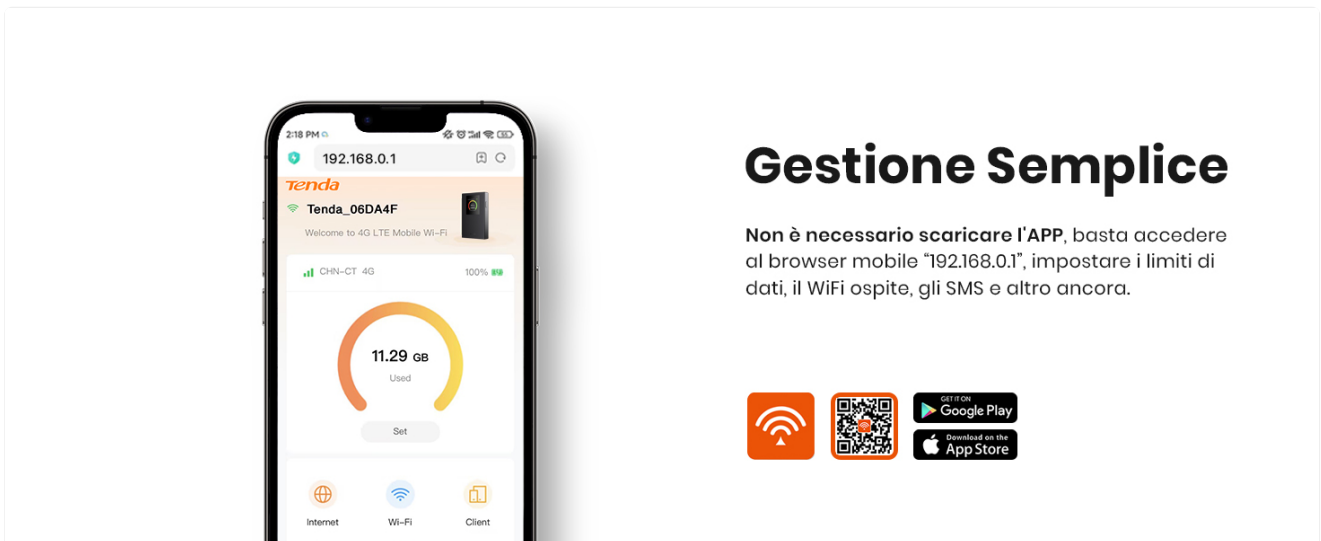 2:18 PM
192.168.0.1
Tenda
Tenda_06DA4F
Welcome to 4G LTE Mobile Wi-Fi
CHN-CT 4G
100%
11.29 GB
Used
Set
Internet
Wi-Fi
Client
Gestione Semplice
Non è necessario scaricare l'APP, basta accedere
al browser mobile “192.168.0.1”, impostare i limiti di
dati, il WiFi ospite, gli SMS e altro ancora.
GET IT ON
Google Play
Download on the
App Store